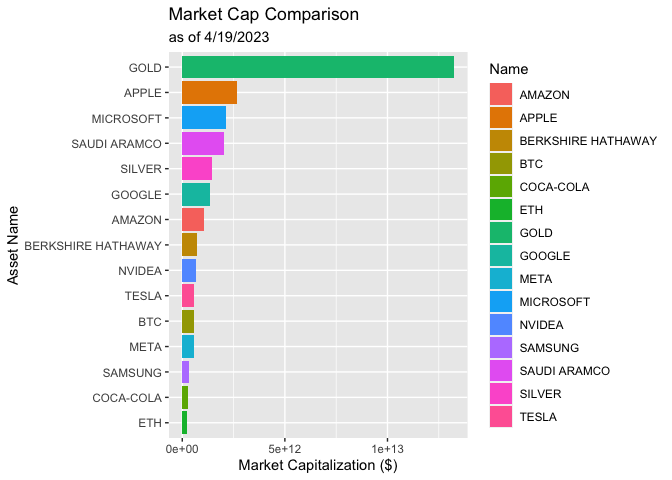 Market Cap Comparison
as of 4/19/2023
Asset Name
GOLD
APPLE
MICROSOFT
SAUDI ARAMCO
SILVER
GOOGLE
AMAZON
BERKSHIRE HATHAWAY
NVIDEA
TESLA
BTC
META
SAMSUNG
COCA-COLA
ETH
0e+00 5e+12 1e+13
Market Capitalization ($)
Name
AMAZON
APPLE
BERKSHIRE HATHAWAY
BTC
COCA-COLA
ETH
GOLD
GOOGLE
META
MICROSOFT
NVIDEA
SAMSUNG
SAUDI ARAMCO
SILVER
TESLA